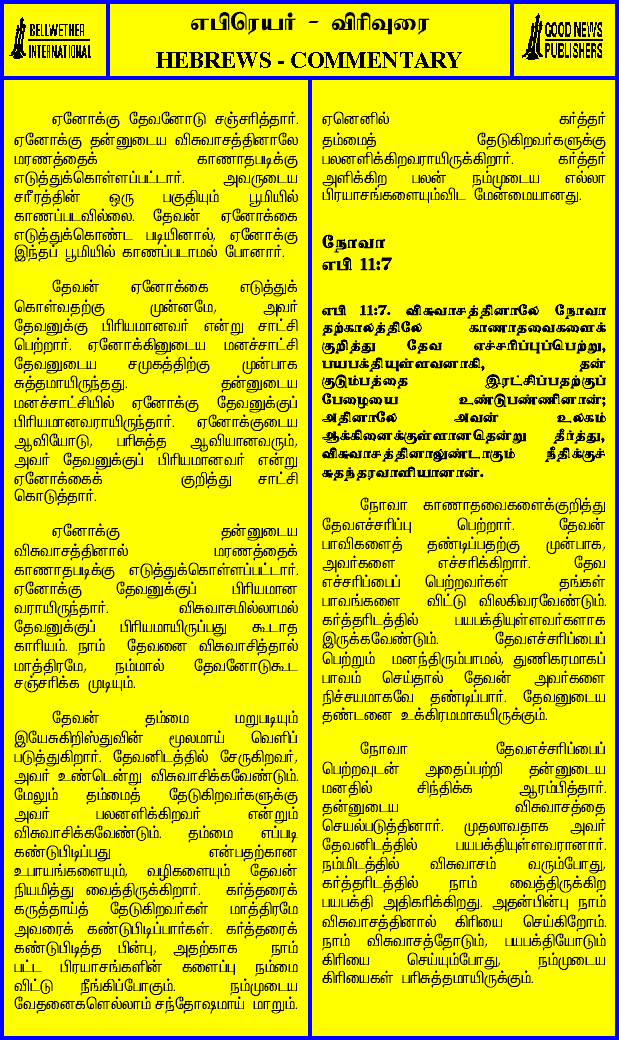 BELLWETHER
INTERNATIONAL
எபிரெயர் - விரிவுரை
HEBREWS - COMMENTARY
GOOD NEWS
PUBLISHERS
ஏனோக்கு தேவனோடு சஞ்சரித்தார்.
ஏனோக்கு தன்னுடைய விசுவாசத்தினாலே
மரணத்தைக் காணாதபடிக்கு
எடுத்துக்கொள்ளப்பட்டார். அவருடைய
சரீரத்தின் ஒரு பகுதியும் பூமியில்
காணப்படவில்லை. தேவன் ஏனோக்கை
எடுத்துக்கொண்ட படியினால், ஏனோக்கு
இந்தப் பூமியில் காணப்படாமல் போனார்.
தேவன் ஏனோக்கை எடுத்துக்
கொள்வதற்கு முன்னமே, அவர்
தேவனுக்கு பிரியமானவர் என்று சாட்சி
பெற்றார். ஏனோக்கினுடைய மனச்சாட்சி
தேவனுடைய சமுகத்திற்கு முன்பாக
சுத்தமாயிருந்தது. தன்னுடைய
மனச்சாட்சியில் ஏனோக்கு தேவனுக்குப்
பிரியமானவராயிருந்தார். ஏனோக்குடைய
ஆவியோடு, பரிசுத்த ஆவியானவரும்,
அவர் தேவனுக்குப் பிரியமானவர் என்று
ஏனோக்கைக் குறித்து சாட்சி
கொடுத்தார்.
ஏனோக்கு தன்னுடைய
விசுவாசத்தினால் மரணத்தைக்
காணாதபடிக்கு எடுத்துக்கொள்ளப்பட்டார்.
ஏனோக்கு தேவனுக்குப் பிரியமான
வராயிருந்தார். விசுவாசமில்லாமல்
தேவனுக்குப் பிரியமாயிருப்பது கூடாத
காரியம். நாம் தேவனை விசுவாசித்தால்
மாத்திரமே, நம்மால் தேவனோடுகூட
சஞ்சரிக்க முடியும்.
தேவன் தம்மை மறுபடியும்
இயேசுகிறிஸ்துவின் மூலமாய் வெளிப்
படுத்துகிறார். தேவனிடத்தில் சேருகிறவர்,
அவர் உண்டென்று விசுவாசிக்கவேண்டும்.
மேலும் தம்மைத் தேடுகிறவர்களுக்கு
அவர் பலனளிக்கிறவர் என்றும்
விசுவாசிக்கவேண்டும். தம்மை எப்படி
கண்டுபிடிப்பது என்பதற்கான
உபாயங்களையும், வழிகளையும் தேவன்
நியமித்து வைத்திருக்கிறார். கர்த்தரைக்
கருத்தாய்த் தேடுகிறவர்கள் மாத்திரமே
அவரைக் கண்டுபிடிப்பார்கள். கர்த்தரைக்
கண்டுபிடித்த பின்பு, அதற்காக நாம்
பட்ட பிரயாசங்களின் களைப்பு நம்மை
விட்டு நீங்கிப்போகும். நம்முடைய
வேதனைகளெல்லாம் சந்தோஷமாய் மாறும்.
ஏனெனில் கர்த்தர்
தம்மைத் தேடுகிறவர்களுக்கு
பலனளிக்கிறவராயிருக்கிறார். கர்த்தர்
அளிக்கிற பலன் நம்முடைய எல்லா
பிரயாசங்களையும்விட மேன்மையானது.
நோவா
எபி 11:7
எபி 11:7. விசுவாசத்தினாலே நோவா
தற்காலத்திலே காணாதவைகளைக்
குறித்து தேவ எச்சரிப்புப்பெற்று,
பயபக்தியுள்ளவனாகி, தன்
குடும்பத்தை இரட்சிப்பதற்குப்
பேழையை உண்டுபண்ணினான்;
அதினாலே அவன் உலகம்
ஆக்கினைக்குள்ளானதென்று தீர்த்து,
விசுவாசத்தினாலுண்டாகும் நீதிக்குச்
சுதந்தரவாளியானான்.
நோவா காணாதவைகளைக்குறித்து
தேவஎச்சரிப்பு பெற்றார். தேவன்
பாவிகளைத் தண்டிப்பதற்கு முன்பாக,
அவர்களை எச்சரிக்கிறார். தேவ
எச்சரிப்பைப் பெற்றவர்கள் தங்கள்
பாவங்களை விட்டு விலகிவரவேண்டும்.
கர்த்தரிடத்தில் பயபக்தியுள்ளவர்களாக
இருக்கவேண்டும். தேவஎச்சரிப்பைப்
பெற்றும் மனந்திரும்பாமல், துணிகரமாகப்
பாவம் செய்தால் தேவன் அவர்களை
நிச்சயமாகவே தண்டிப்பார். தேவனுடைய
தண்டனை உக்கிரமமாகயிருக்கும்.
நோவா தேவஎச்சரிப்பைப்
பெற்றவுடன் அதைப்பற்றி தன்னுடைய
மனதில் சிந்திக்க ஆரம்பித்தார்.
தன்னுடைய விசுவாசத்தை
செயல்படுத்தினார். முதலாவதாக அவர்
தேவனிடத்தில் பயபக்தியுள்ளவரானார்.
நம்மிடத்தில் விசுவாசம் வரும்போது,
கர்த்தரிடத்தில் நாம் வைத்திருக்கிற
பயபக்தி அதிகரிக்கிறது. அதன்பின்பு நாம்
விசுவாசத்தினால் கிரியை செய்கிறோம்.
நாம் விசுவாசத்தோடும், பயபக்தியோடும்
கிரியை செய்யும்போது, நம்முடைய
கிரியைகள் பரிசுத்தமாயிருக்கும்.